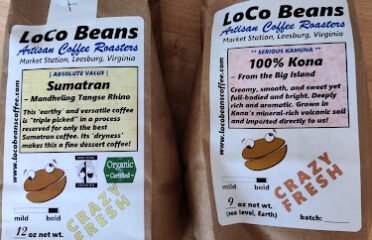 LoCo Beans
Artisan Coffee Roasters
Market Station, Leesburg, Virginia
| ABSOLUTE VALUE |
Sumatran
- Mandheling Tangse Rhino
This 'earthy' and versatile coffee
is "triple picked" in a process
reserved for only the best
Sumatran coffee. Its 'dryness'
makes this a fine dessert coffee!
www.locobeanscoffee.com
Organic
- Certified -
CRAZY
FRESH
mild bold
12 oz net wt.
LoCo Beans
Artisan Coffee Roasters
Market Station, Leesburg, Virginia
** SERIOUS KAHUNA **
100% Kona
- From the Big Island
Creamy, smooth, and sweet yet
full-bodied and bright. Deeply
rich and aromatic. Grown in
Kona's mineral-rich volcanic soil
and imported directly to us!
www.locobeanscoffee.com
CRAZY
FRESH
mild bold
9 oz net wt.
(sea level, Earth)
batch: